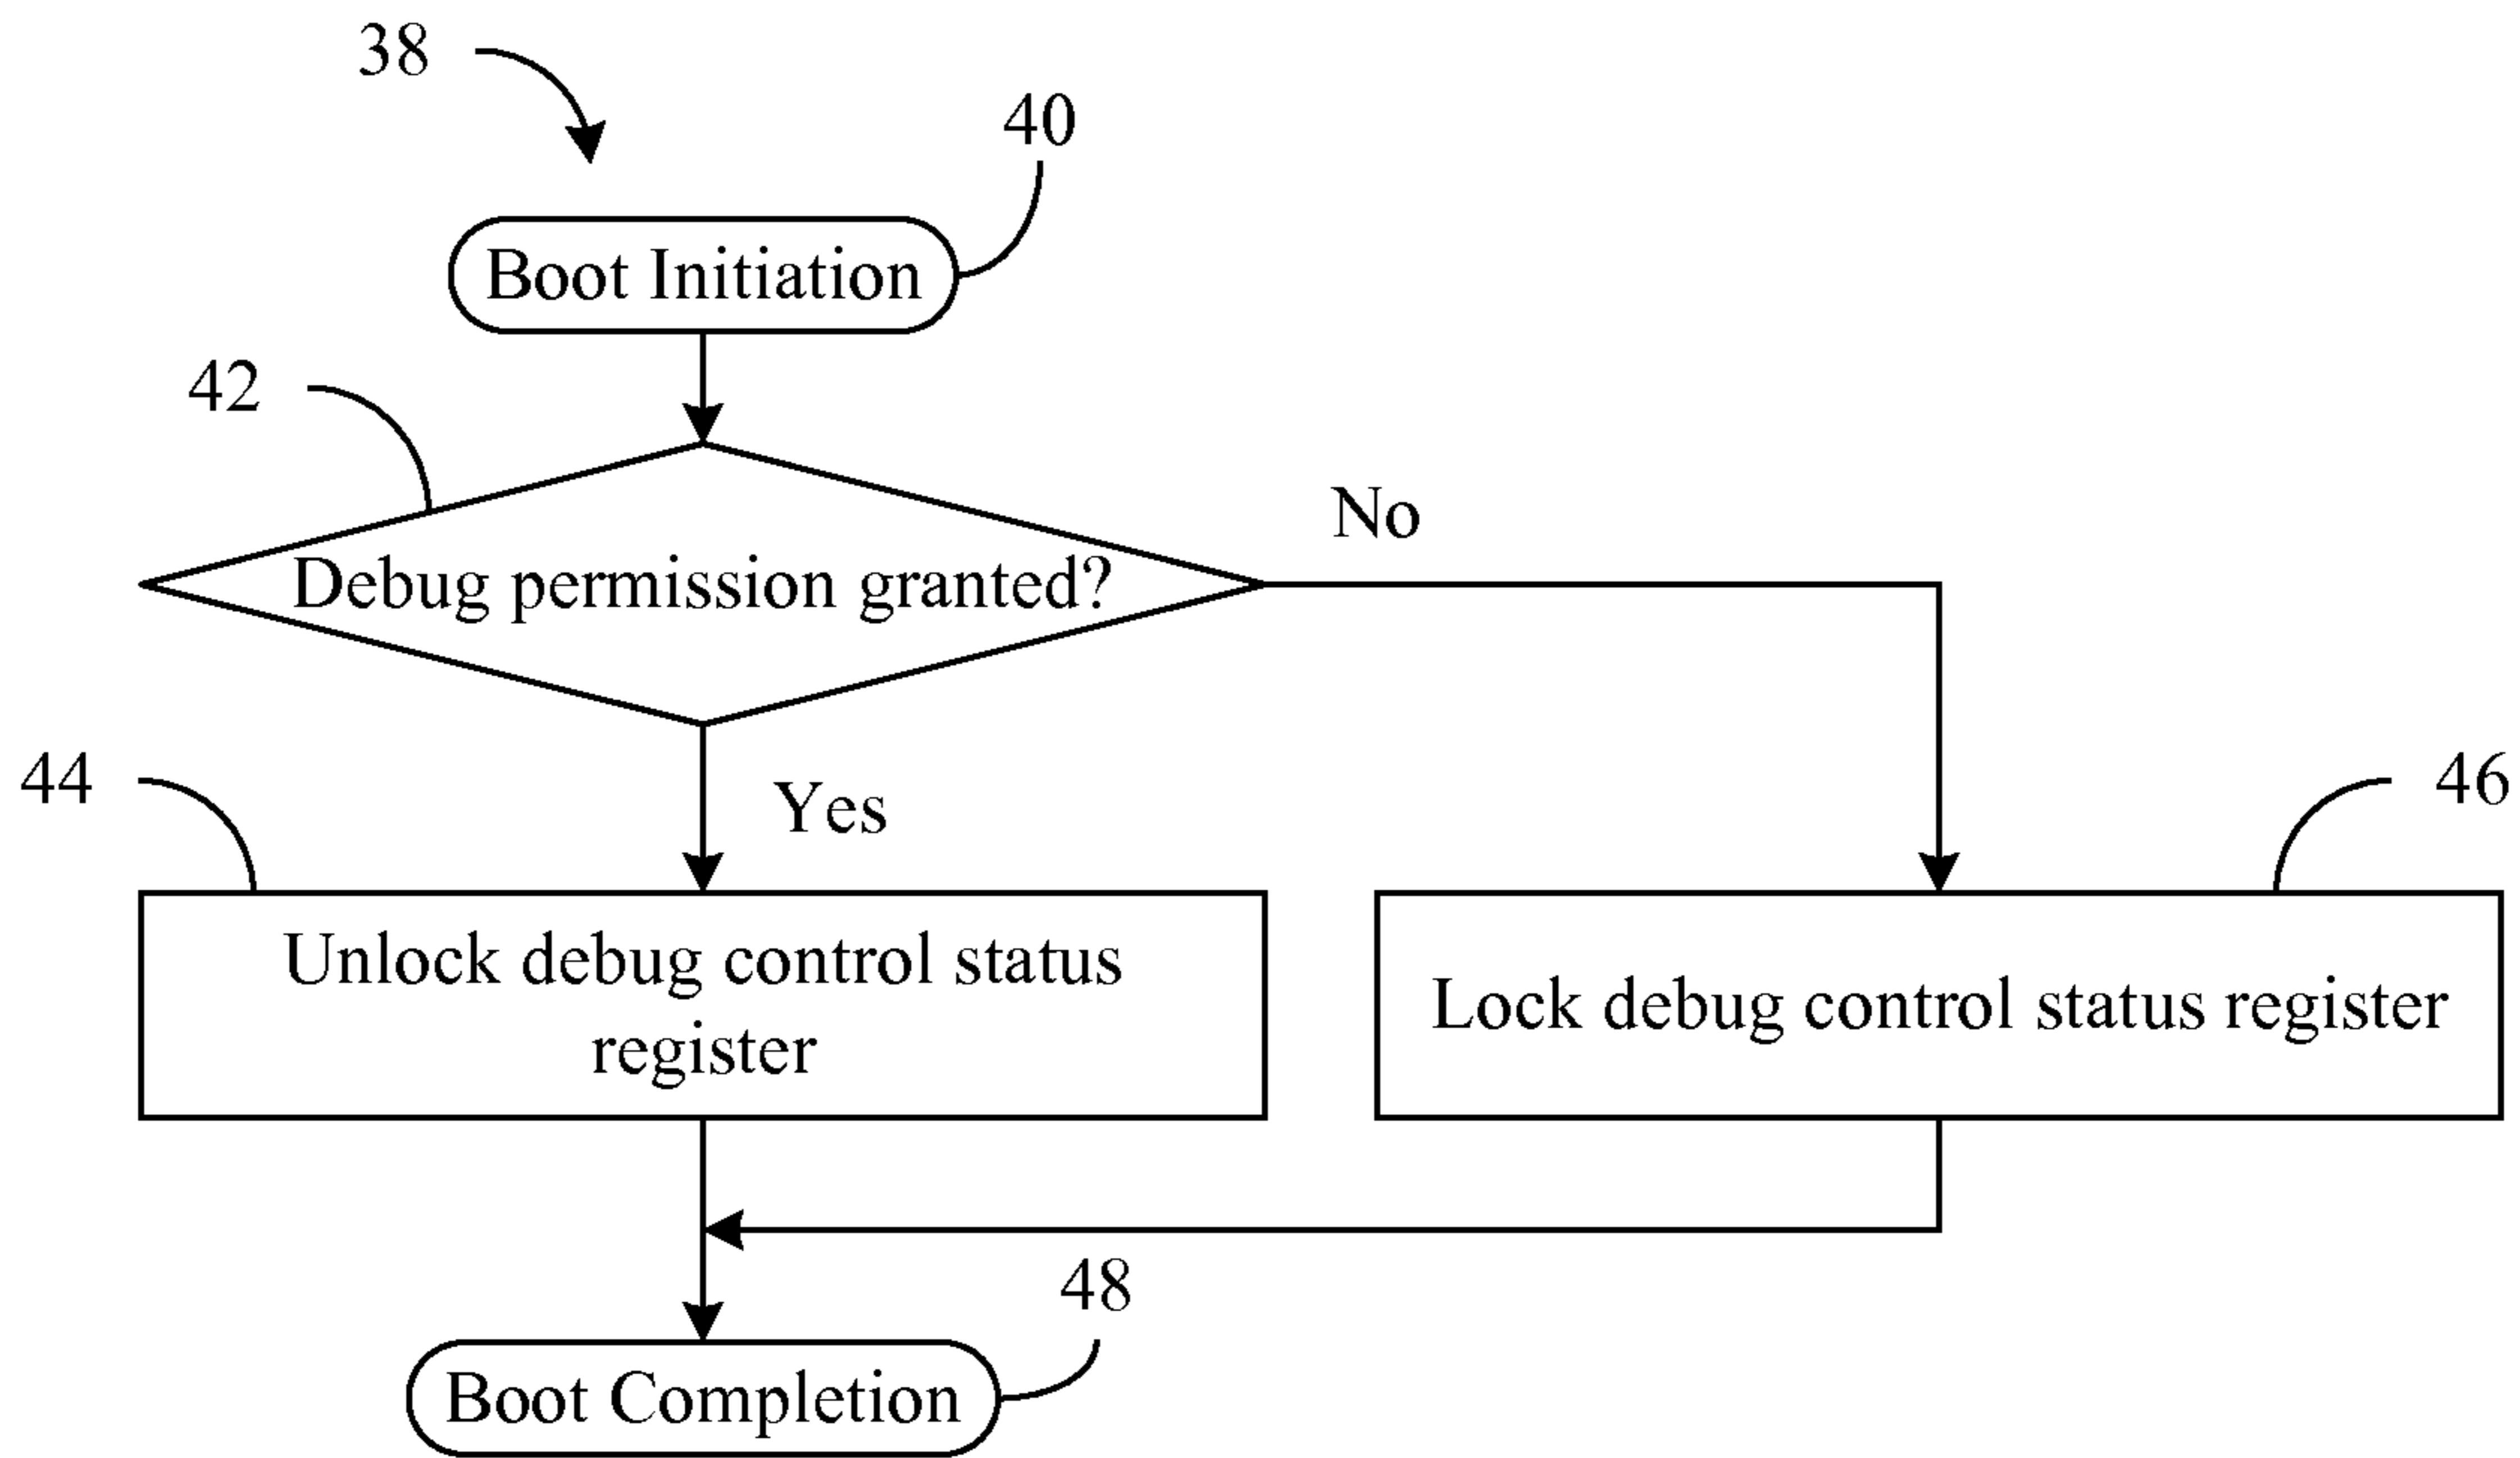 38
40
Boot Initiation
42
No
Debug permission granted?
44
Yes
46
Unlock debug control status
register
Lock debug control status register
48
Boot Completion